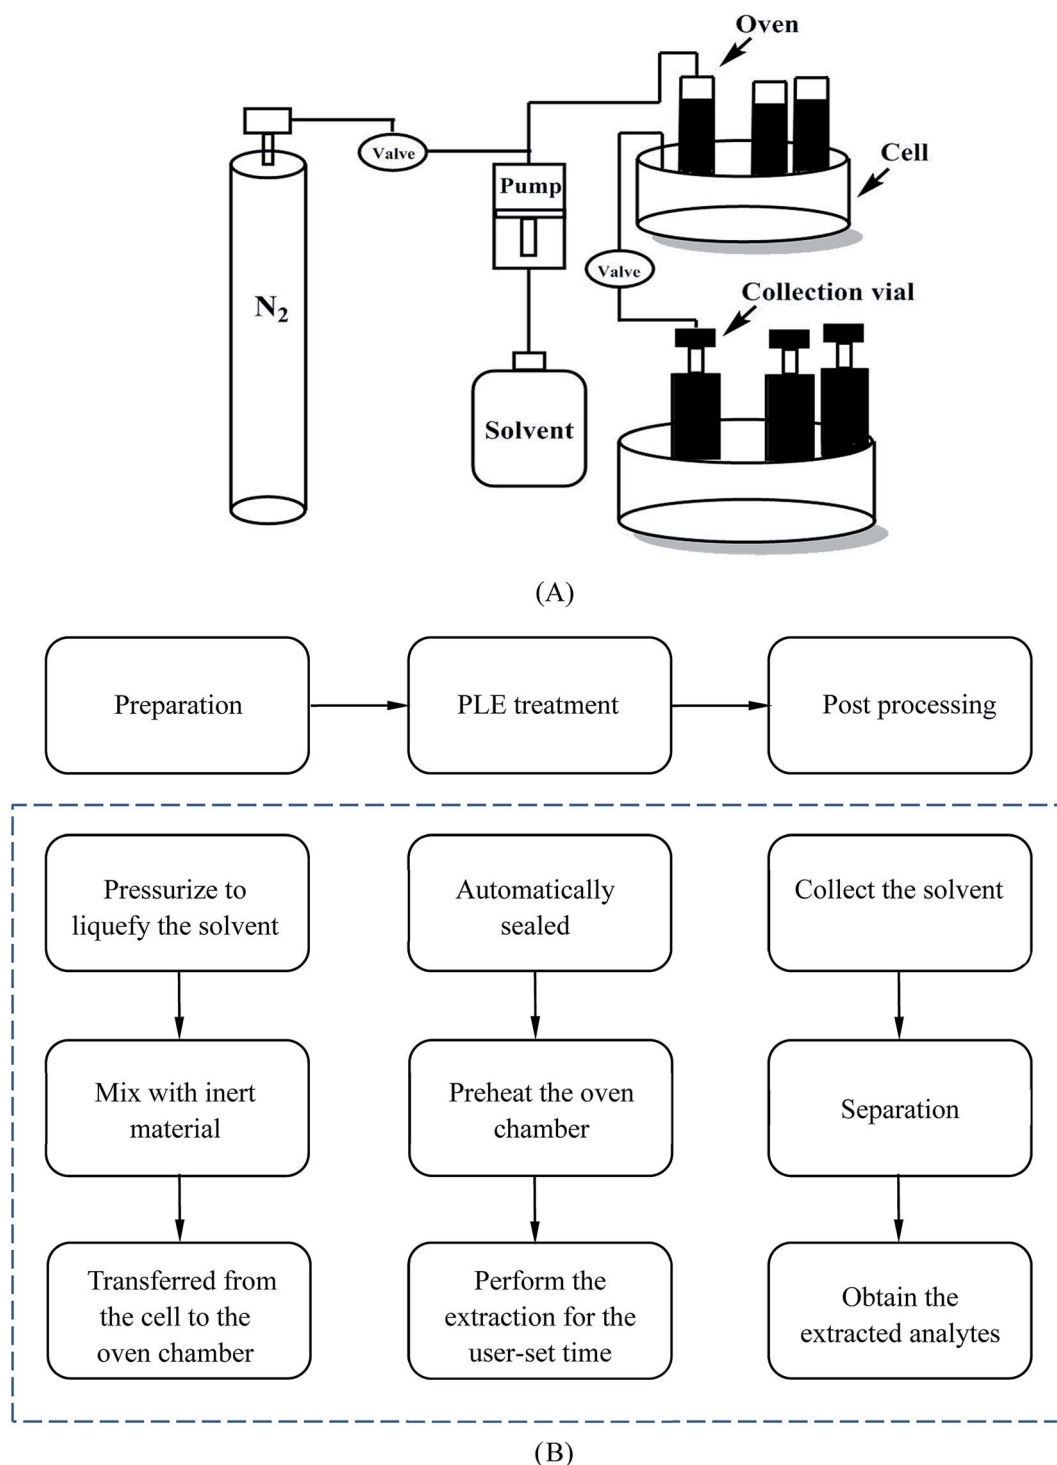 Oven
Valve
Pump
Cell
N2
Valve
Collection vial
Solvent
(A)
Preparation
PLE treatment
Post processing
Pressurize to
liquefy the solvent
Automatically
sealed
Collect the solvent
Mix with inert
material
Preheat the oven
chamber
Separation
Transferred from
the cell to the
oven chamber
Perform the
extraction for the
user-set time
Obtain the
extracted analytes
(B)